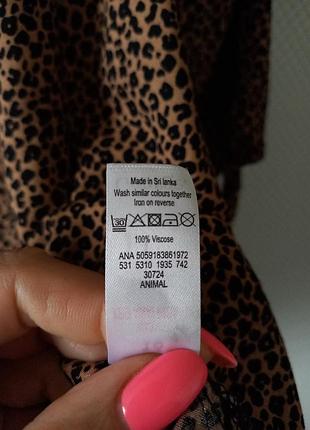 Made in Sri lanka
Wash similar colours together
Iron on reverse
30
100% Viscose
ANA 5059183861972
531 5310 1935 742
30724
ANIMAL